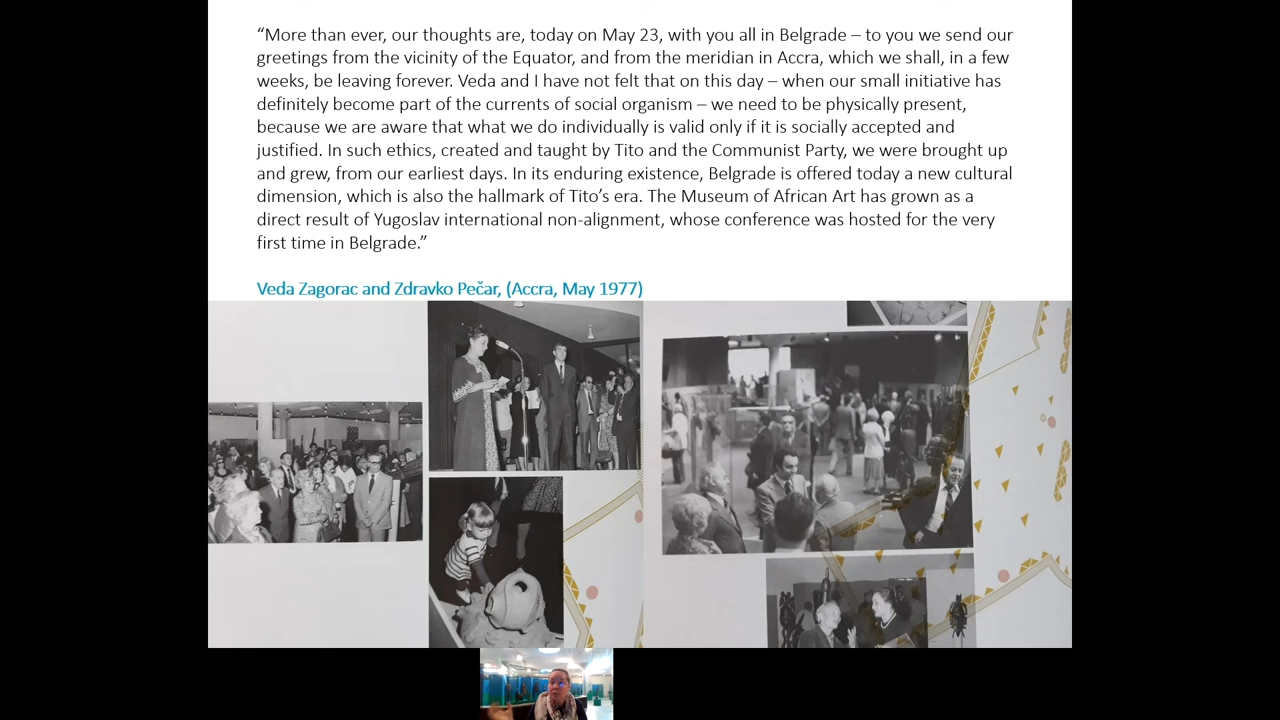 “More than ever, our thoughts are, today on May 23, with you all in Belgrade – to you we send our
greetings from the vicinity of the Equator, and from the meridian in Accra, which we shall, in a few
weeks, be leaving forever. Veda and I have not felt that on this day – when our small initiative has
definitely become part of the currents of social organism – we need to be physically present,
because we are aware that what we do individually is valid only if it is socially accepted and
justified. In such ethics, created and taught by Tito and the Communist Party, we were brought up
and grew, from our earliest days. In its enduring existence, Belgrade is offered today a new cultural
dimension, which is also the hallmark of Tito’s era. The Museum of African Art has grown as a
direct result of Yugoslav international non-alignment, whose conference was hosted for the very
first time in Belgrade.”
Veda Zagorac and Zdravko Pečar, (Accra, May 1977)